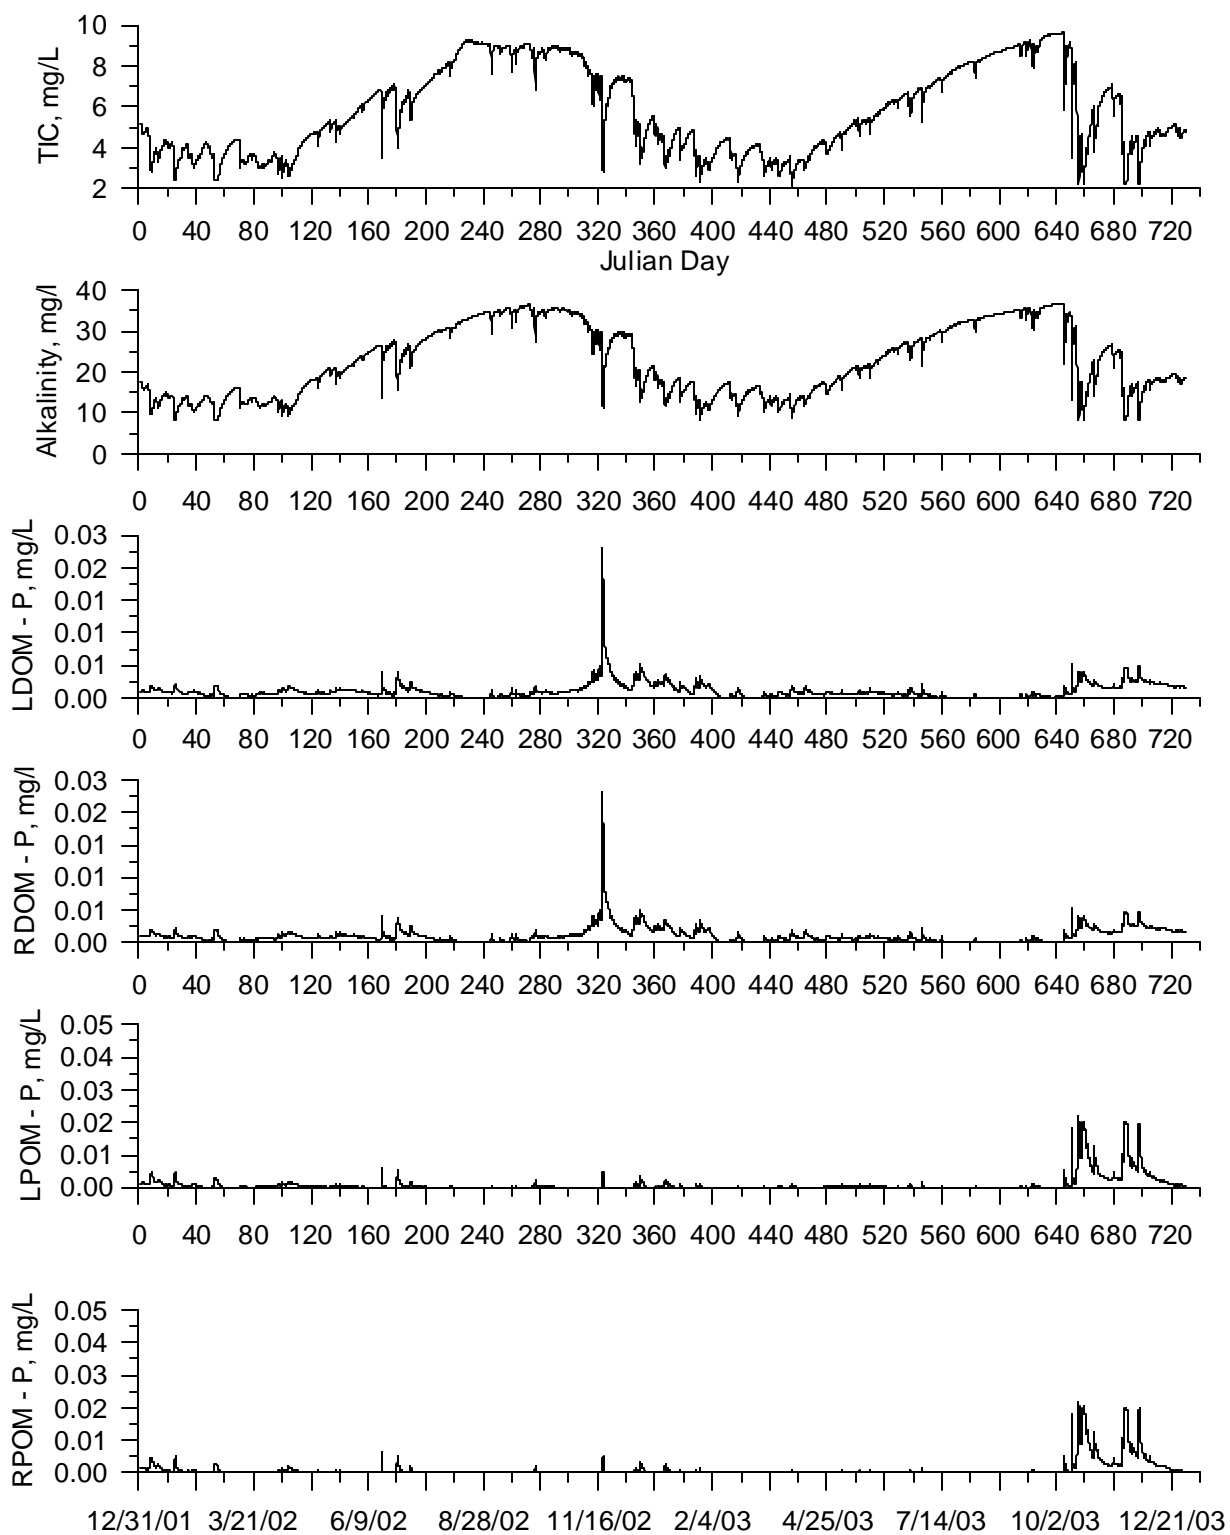 10
8
6
4
2
TIC, mg/L
0 40 80 120 160 200 240 280 320 360 400 440 480 520 560 600 640 680 720
Julian Day
40
30
20
10
0
Alkalinity, mg/l
0 40 80 120 160 200 240 280 320 360 400 440 480 520 560 600 640 680 720
0.03
0.02
0.01
0.01
0.01
0.00
LDOM - P, mg/L
0 40 80 120 160 200 240 280 320 360 400 440 480 520 560 600 640 680 720
0.03
0.02
0.01
0.01
0.01
0.00
RDOM - P, mg/l
0 40 80 120 160 200 240 280 320 360 400 440 480 520 560 600 640 680 720
0.05
0.04
0.03
0.02
0.01
0.00
LPOM - P, mg/L
0 40 80 120 160 200 240 280 320 360 400 440 480 520 560 600 640 680 720
0.05
0.04
0.03
0.02
0.01
0.00
RPOM - P, mg/L
12/31/01 3/21/02 6/9/02 8/28/02 11/16/02 2/4/03 4/25/03 7/14/03 10/2/03 12/21/03